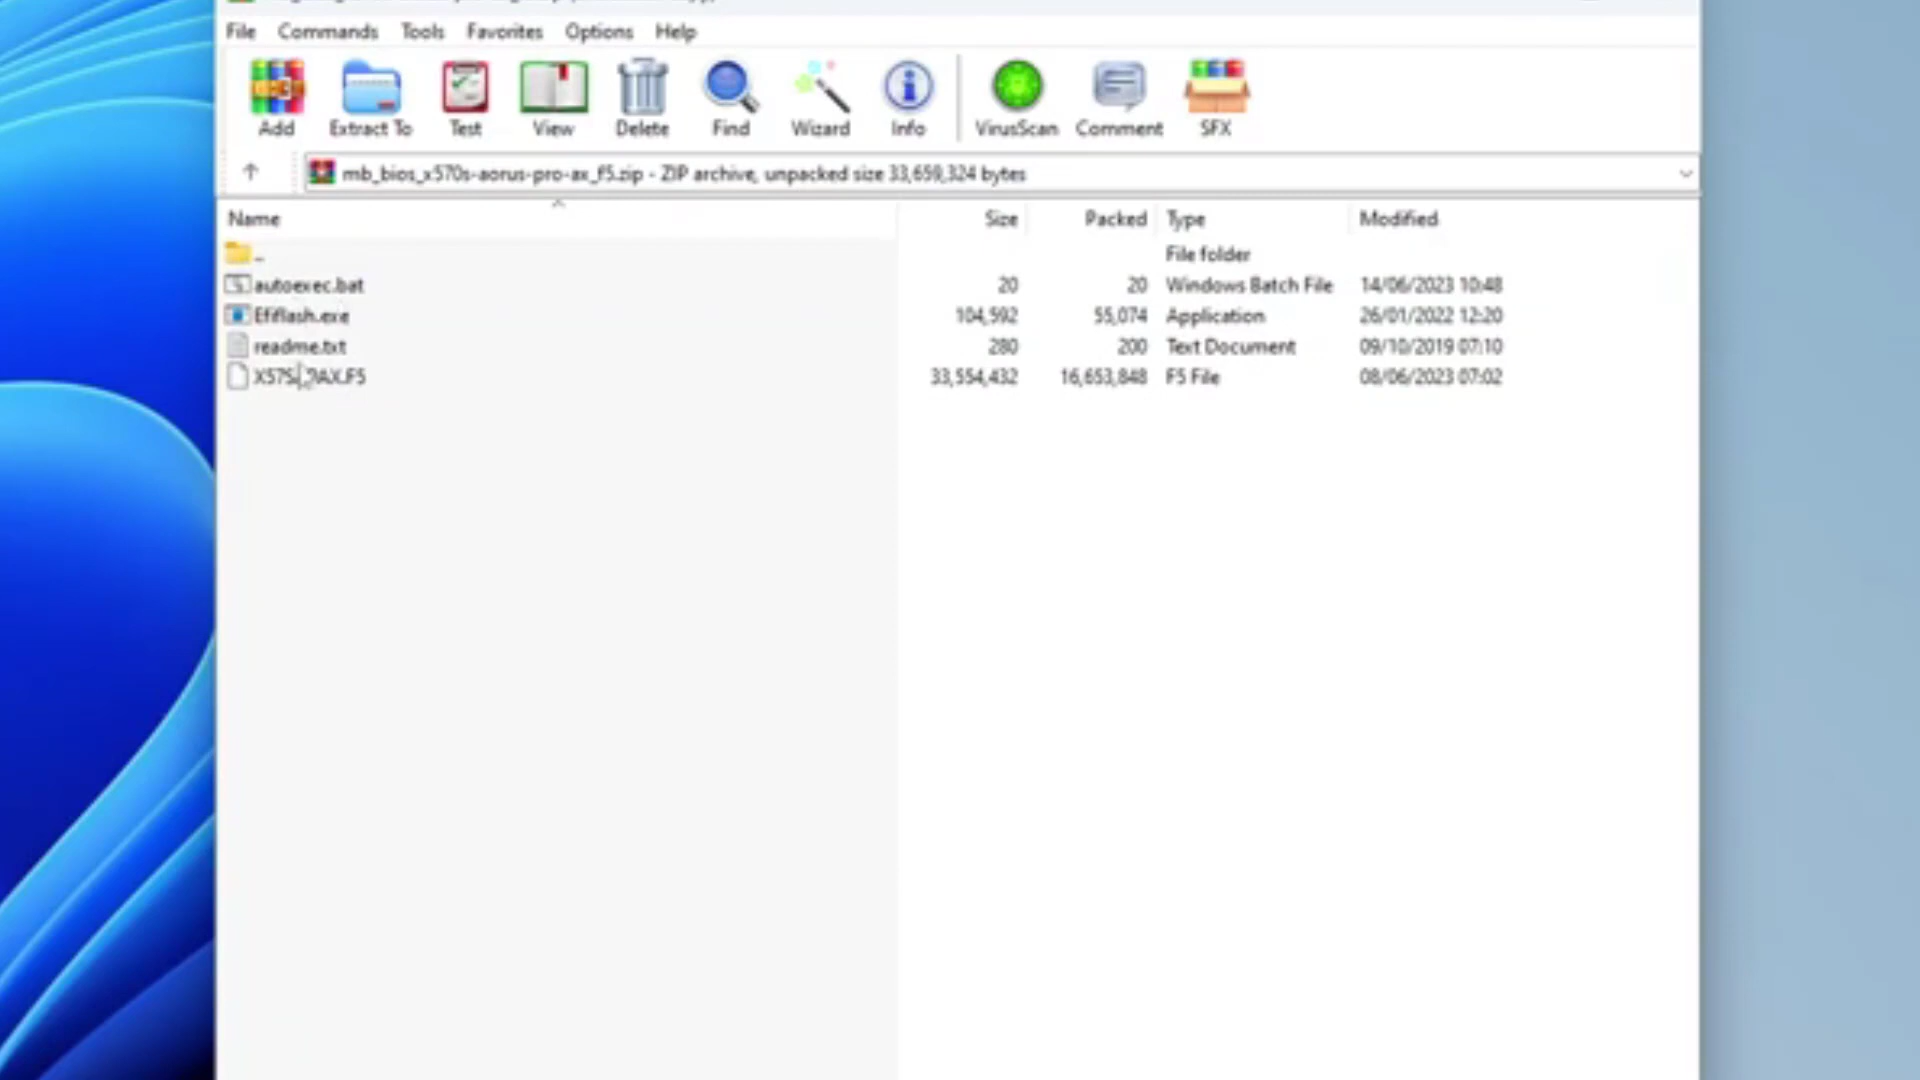 File Commands Tools Favorites Options Help
Add Extract To Test View Delete Find Wizard Info VirusScan Comment SFX
mb_bios_x570s-aorus-pro-ax_f5.zip - ZIP archive, unpacked size 33,659,324 bytes
Name Size Packed Type Modified
.. File folder
autoexec.bat 20 20 Windows Batch File 14/06/2023 10:48
Efiflash.exe 104,592 55,074 Application 26/01/2022 12:20
readme.txt 280 200 Text Document 09/10/2019 07:10
33,554,432 16,653,848 F5 File 08/06/2023 07:02